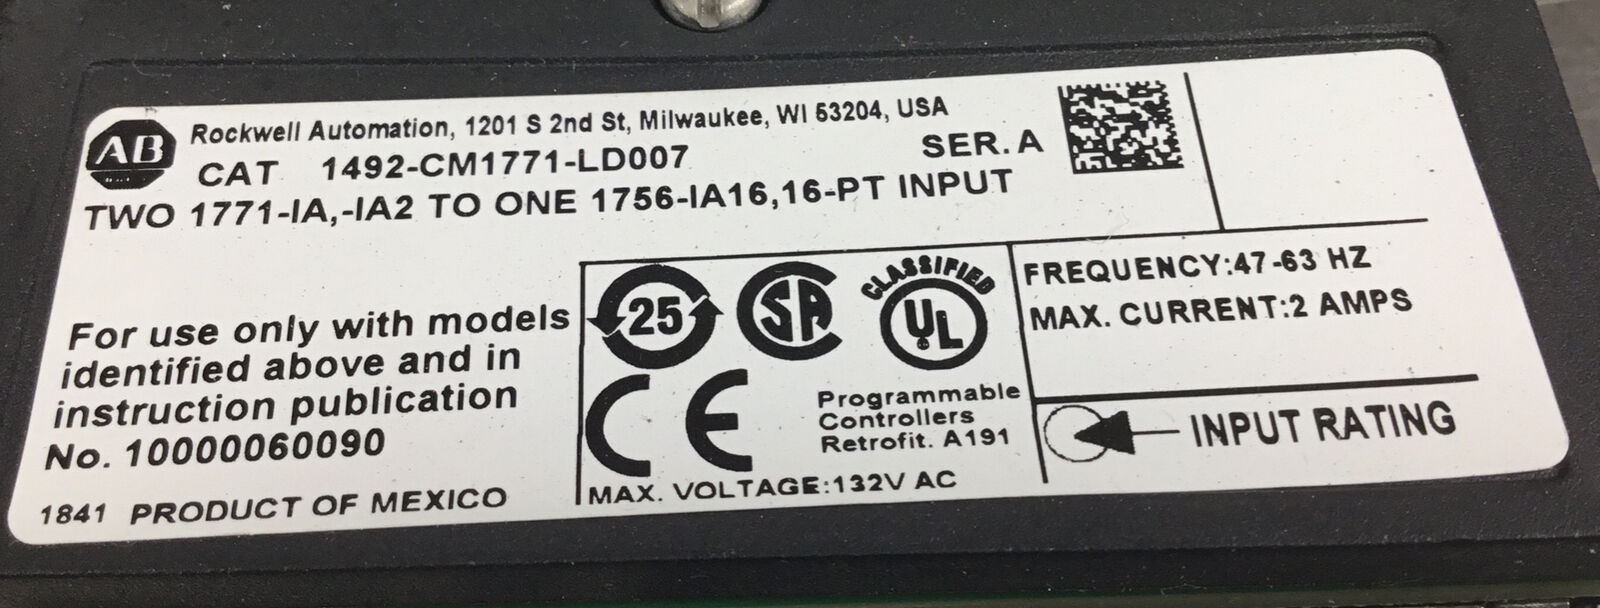 AB Rockwell Automation, 1201 S 2nd St, Milwaukee, WI 53204, USA
CAT 1492-CM1771-LD007 SER. A
TWO 1771-IA,-IA2 TO ONE 1756-IA16,16-PT INPUT
For use only with models
identified above and in
instruction publication
No. 10000060090
1841 PRODUCT OF MEXICO
25 SA CLASSIFIED UL
CE
Programmable
Controllers
Retrofit. A191
MAX. VOLTAGE:132V AC
FREQUENCY:47-63 HZ
MAX. CURRENT:2 AMPS
INPUT RATING